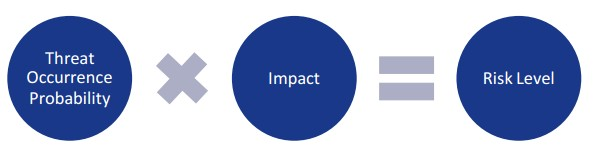 Threat
Occurrence
Probability
Impact
Risk Level